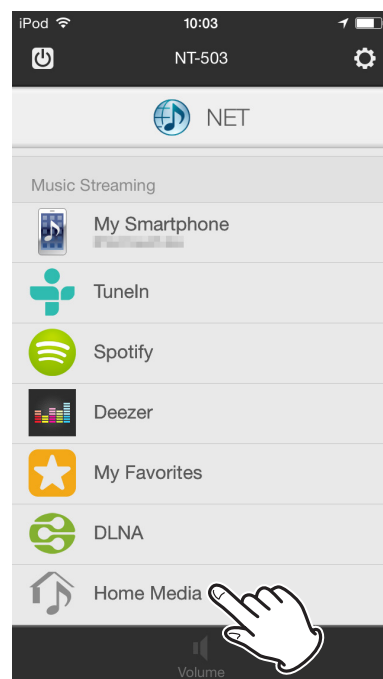 iPod 10:03
NT-503
NET
Music Streaming
My Smartphone
TuneIn
Spotify
Deezer
My Favorites
DLNA
Home Media
Volume